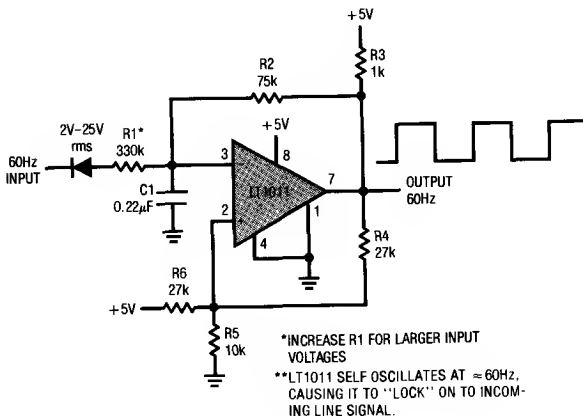 +5V
R3
1k
R2
75k
+5V
2V–25V
rms
R1*
330k
60Hz
INPUT
3
8
7
LT1011
C1
0.22µF
OUTPUT
60Hz
2
+
1
4
R4
27k
R6
27k
+5V
R5
10k
*INCREASE R1 FOR LARGER INPUT
VOLTAGES
**LT1011 SELF OSCILLATES AT ≈60Hz,
CAUSING IT TO "LOCK" ON TO INCOM-
ING LINE SIGNAL.